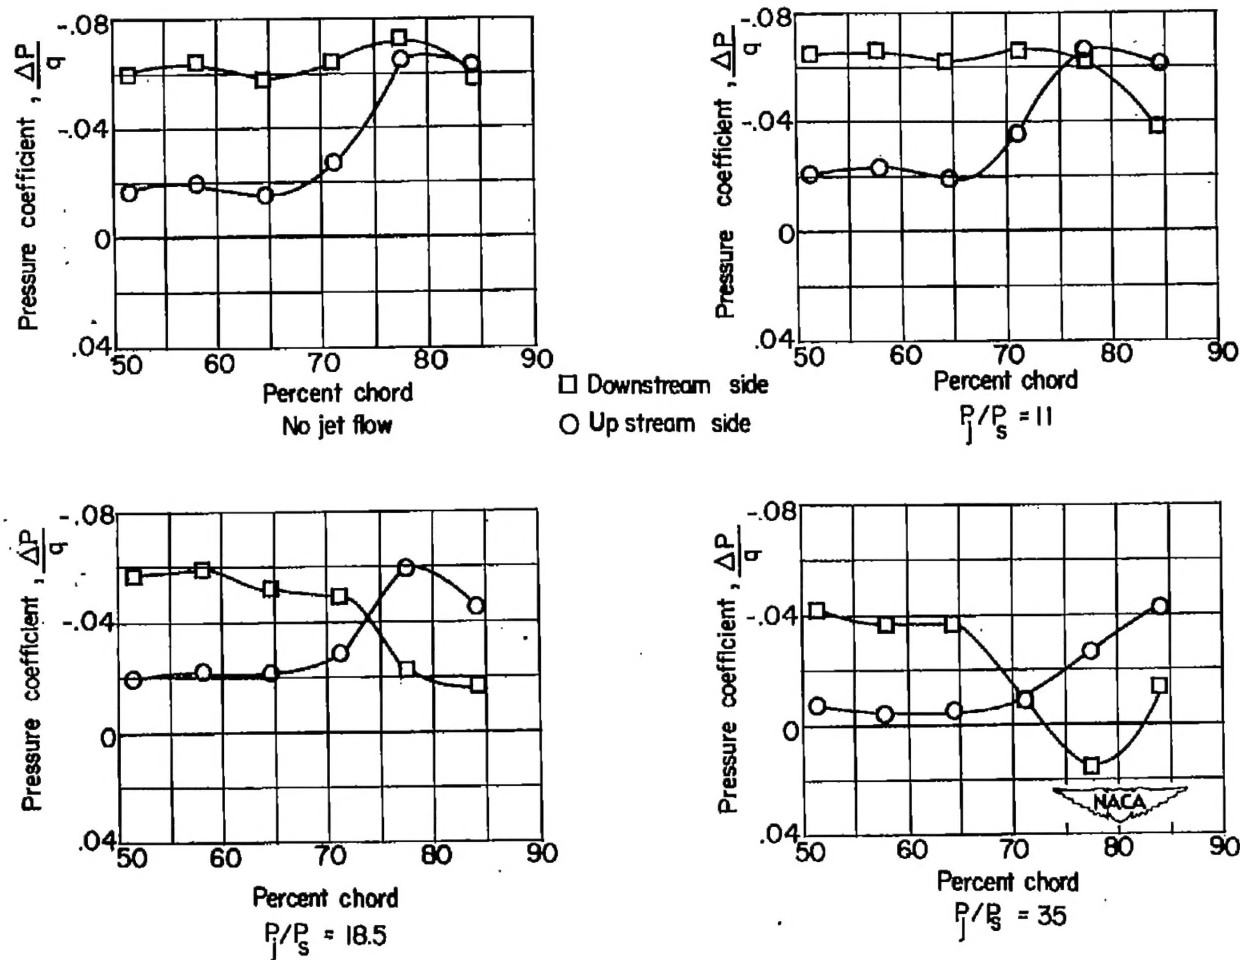 Pressure coefficient, ΔP/q
-.08
-.04
0
.04
50 60 70 80 90
Percent chord
No jet flow
Pressure coefficient, ΔP/q
-.08
-.04
0
.04
50 60 70 80 90
Percent chord
Pj/Ps = 11
□ Downstream side
○ Up stream side
Pressure coefficient, ΔP/q
-.08
-.04
0
.04
50 60 70 80 90
Percent chord
Pj/Ps = 18.5
Pressure coefficient, ΔP/q
-.08
-.04
0
.04
50 60 70 80 90
NACA
Percent chord
Pj/Ps = 35